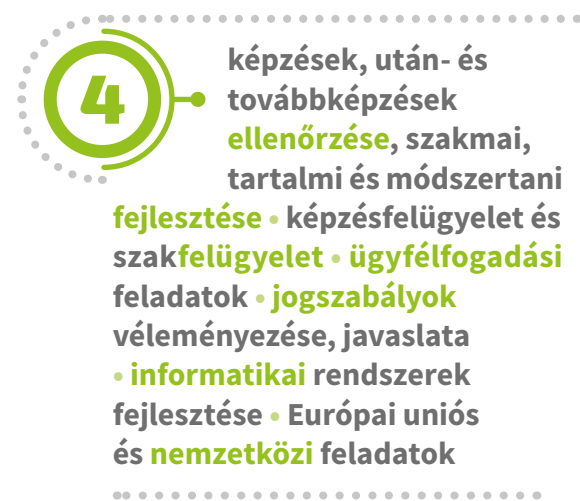 4
képzések, után- és
továbbképzések
ellenőrzése, szakmai,
tartalmi és módszertani
fejlesztése • képzésfelügyelet és
szakfelügyelet • ügyfélfogadási
feladatok • jogszabályok
véleményezése, javaslata
• informatikai rendszerek
fejlesztése • Európai uniós
és nemzetközi feladatok